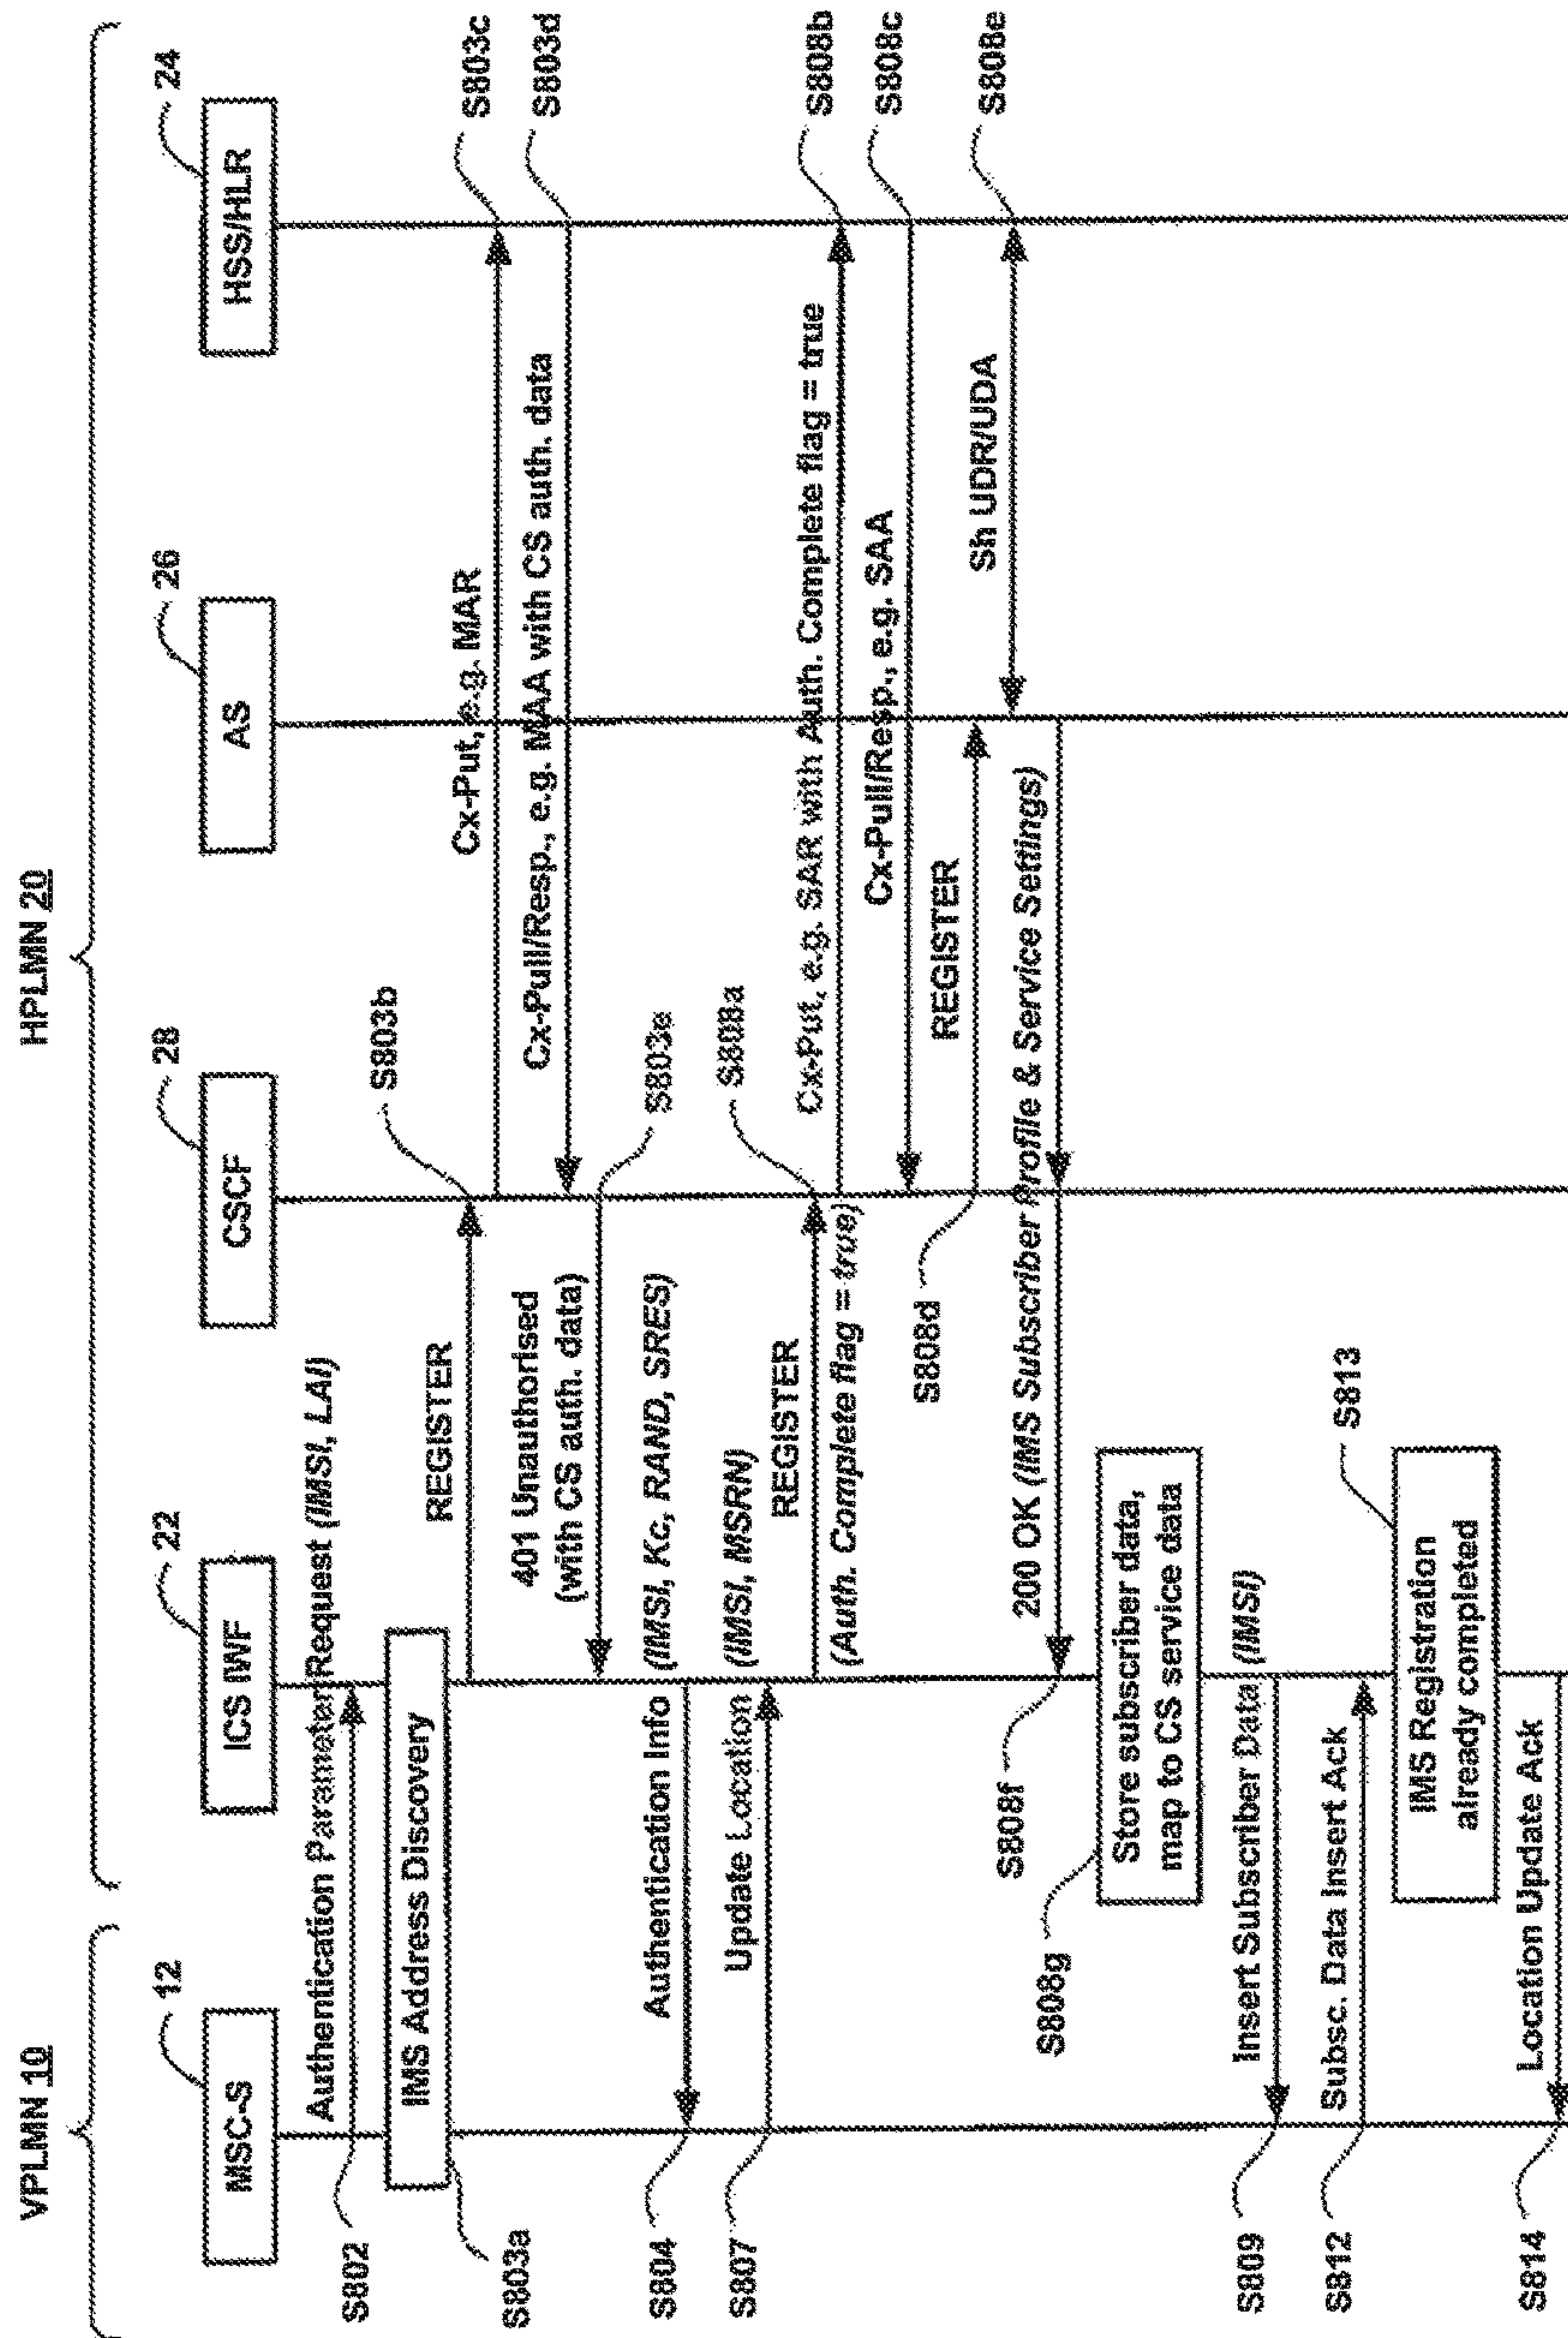 VPLMN 10
HPLMN 20
12
22
28
26
24
MSC-S
ICS IWF
CSCF
AS
HSS/HLR
S802
Authentication Parameter Request (IMSI, LAI)
S803a
IMS Address Discovery
REGISTER
S803b
Cx-Put, e.g. MAR
S803c
Cx-Pull/Resp., e.g. MAA with CS auth. data
S803d
401 Unauthorised
(with CS auth. data)
S803e
S804
Authentication Info (IMSI, Kc, RAND, SRES)
S807
Update Location (IMSI, MSRN)
REGISTER
(Auth. Complete flag = true)
S808a
Cx-Put, e.g. SAR with Auth. Complete flag = true
S808b
Cx-Pull/Resp., e.g. SAA
S808c
S808d
REGISTER
Sh UDR/UDA
S808e
S808f
200 OK (IMS Subscriber Profile & Service Settings)
S808g
Store subscriber data,
map to CS service data
S809
Insert Subscriber Data (IMSI)
S812
Subsc. Data Insert Ack
S813
IMS Registration
already completed
S814
Location Update Ack